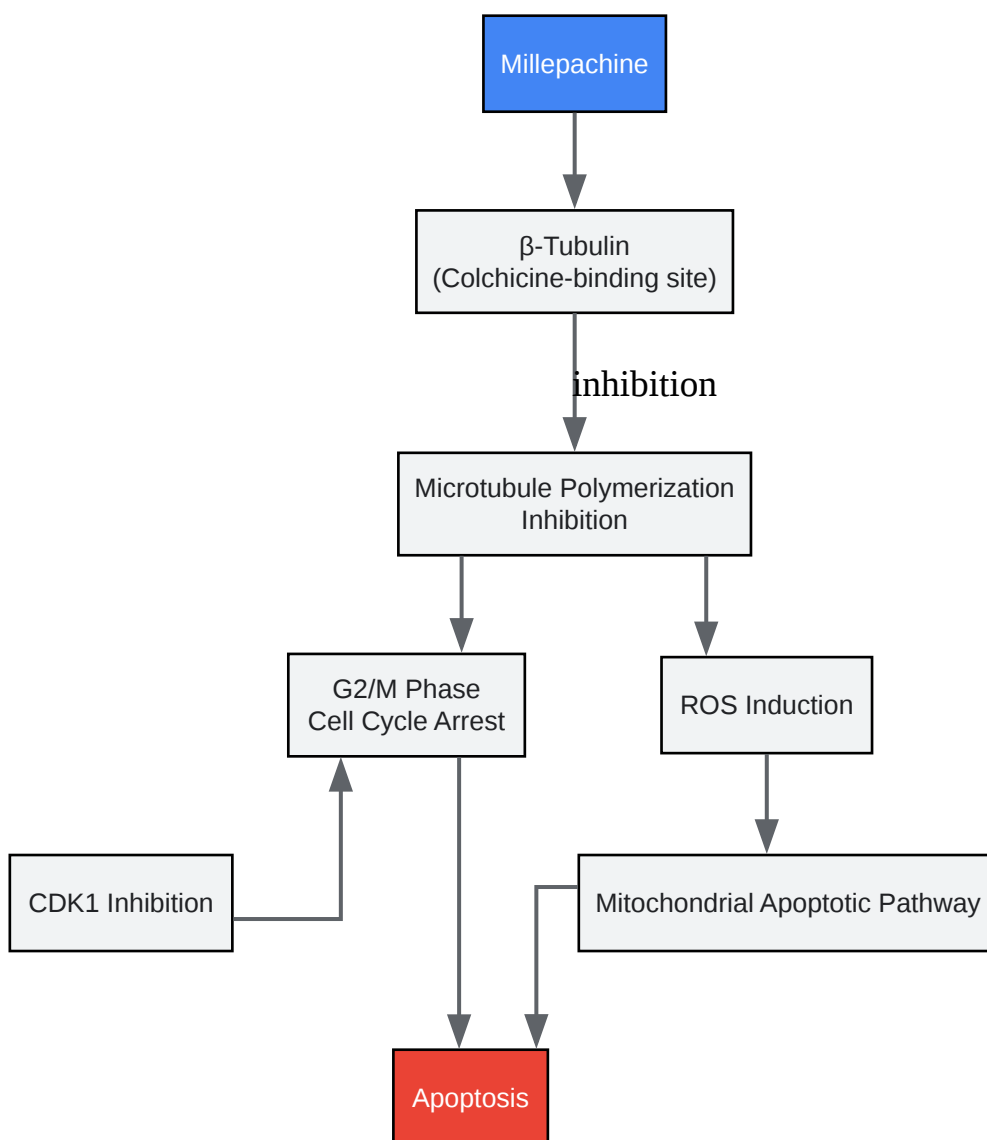 Millepachine
β-Tubulin
(Colchicine-binding site)
inhibition
Microtubule Polymerization
Inhibition
G2/M Phase
Cell Cycle Arrest
ROS Induction
CDK1 Inhibition
Mitochondrial Apoptotic Pathway
Apoptosis